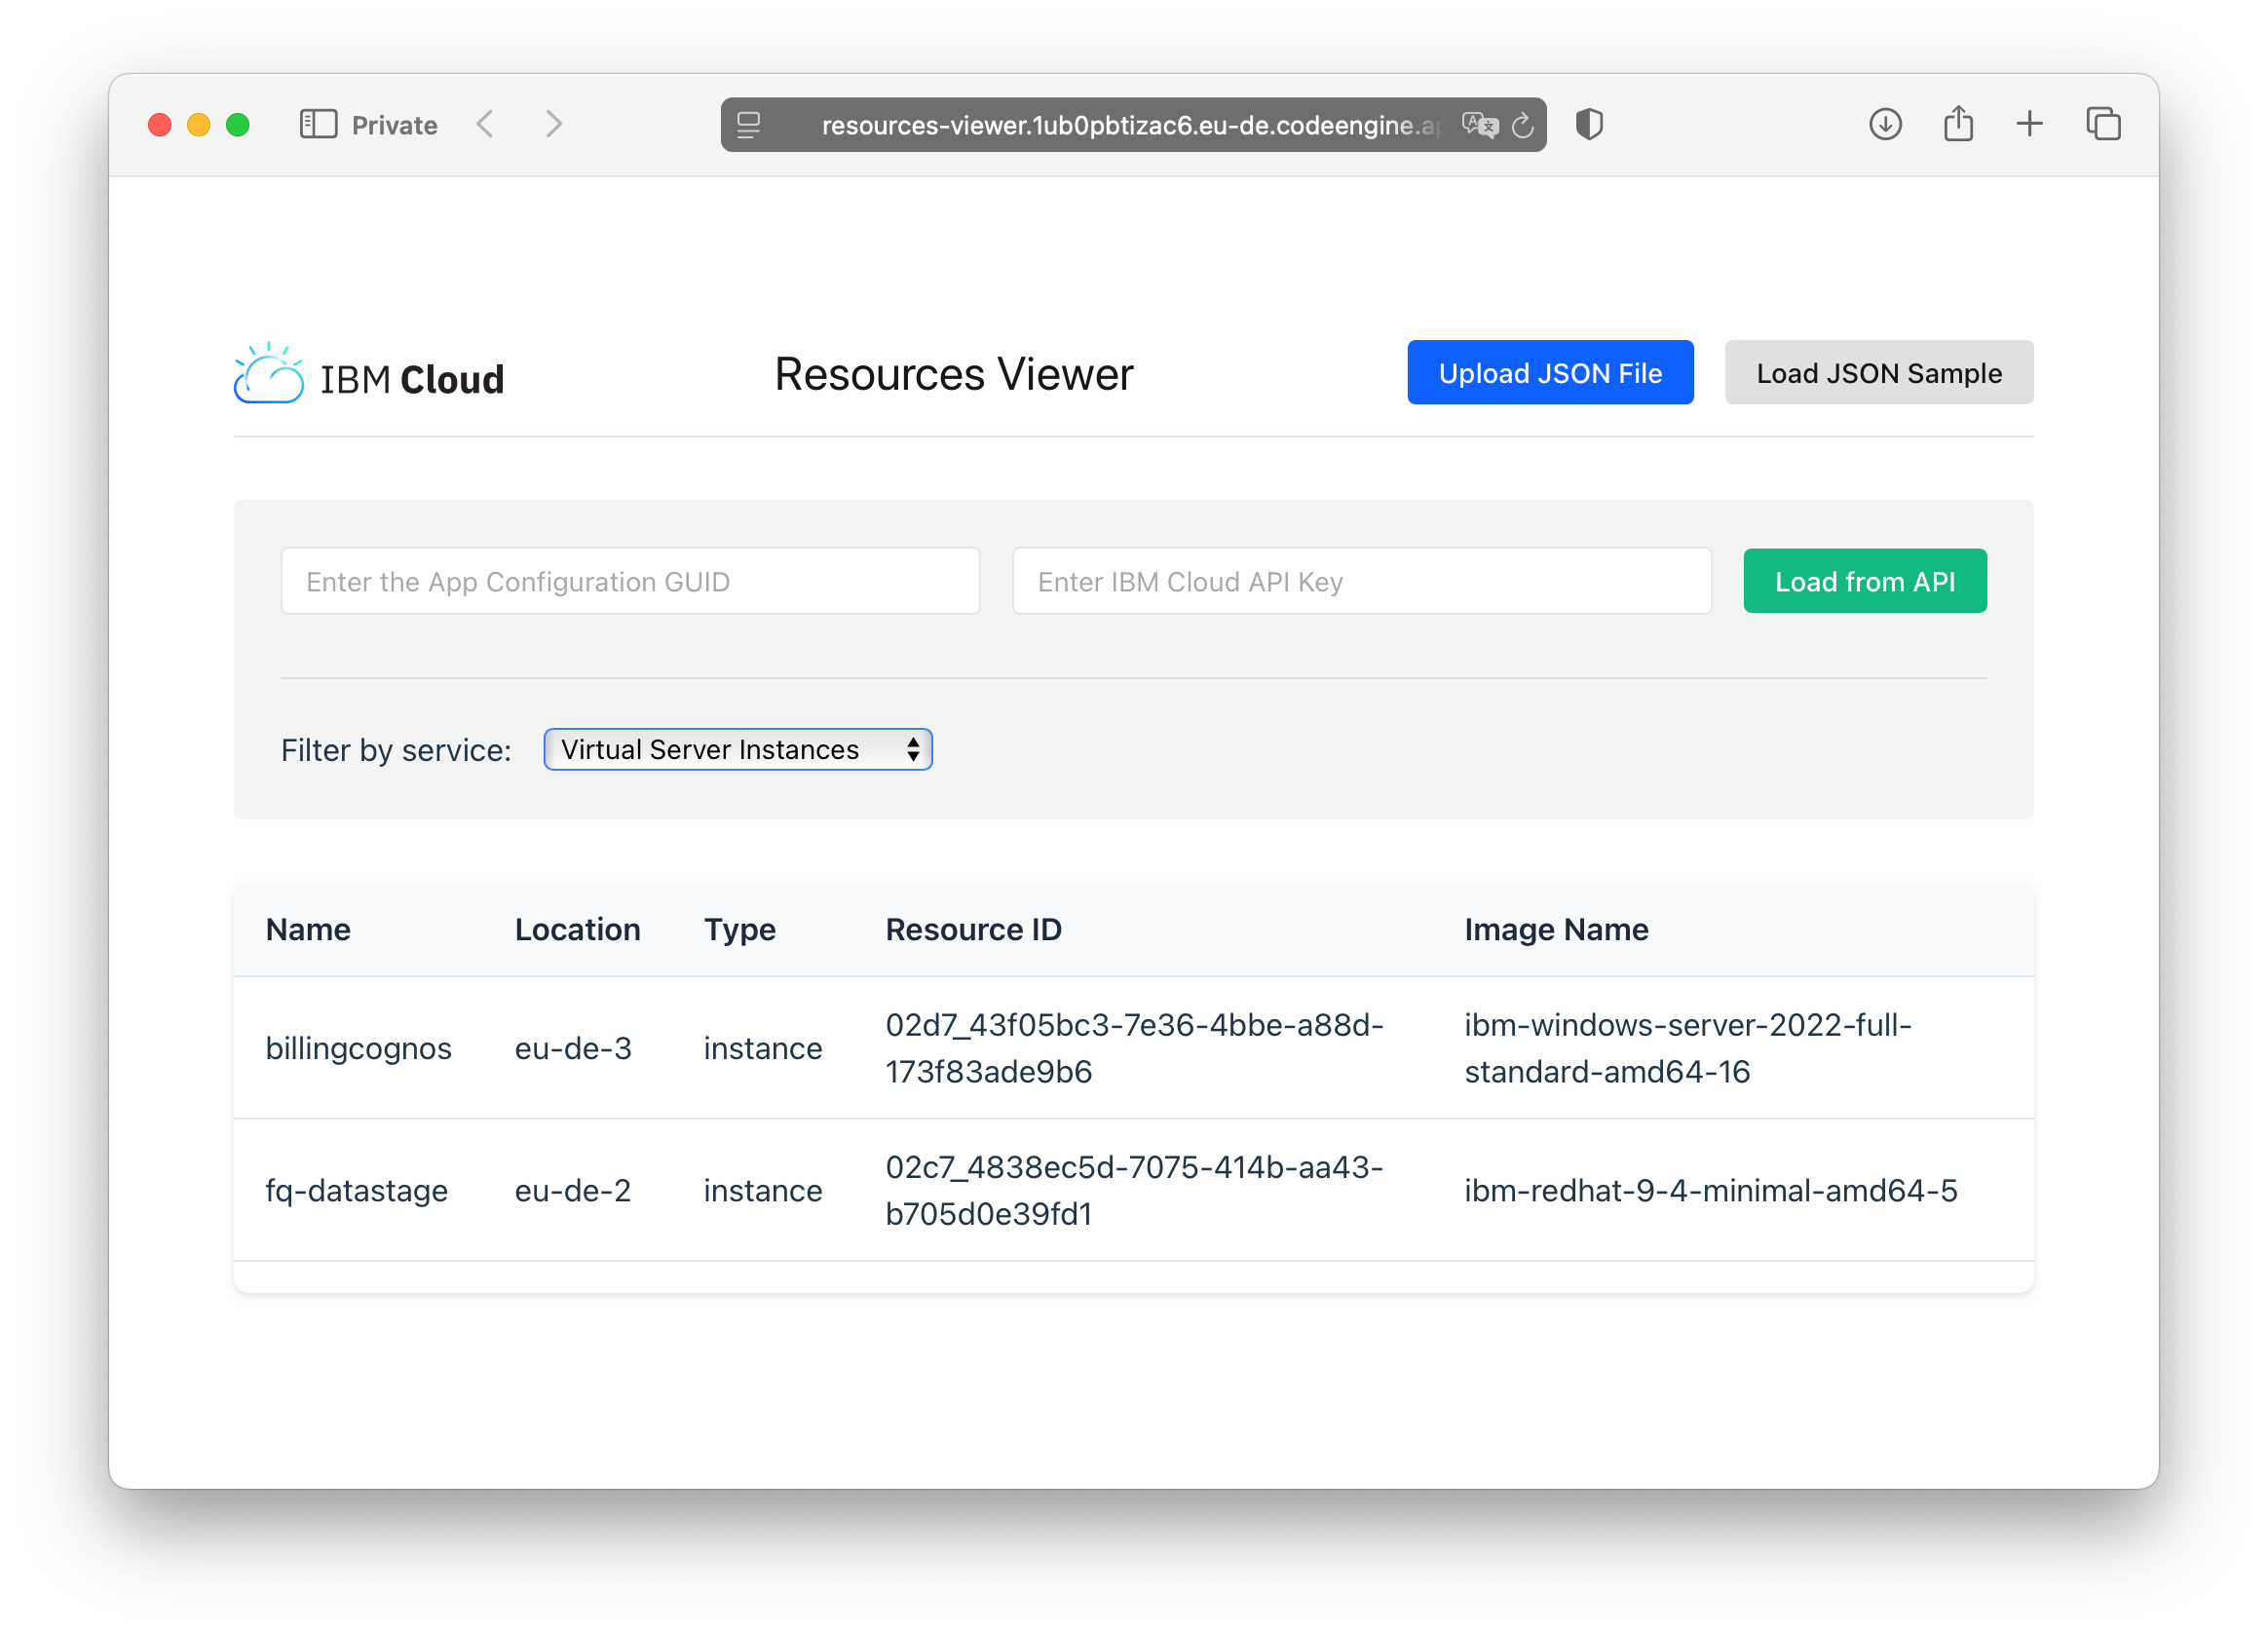 Private
resources-viewer.1ub0pbtizac6.eu-de.codeengine.ap
IBM Cloud
Resources Viewer
Upload JSON File
Load JSON Sample
Enter the App Configuration GUID
Enter IBM Cloud API Key
Load from API
Filter by service:
Virtual Server Instances
Name Location Type Resource ID Image Name
billingcognos eu-de-3 instance 02d7_43f05bc3-7e36-4bbe-a88d-
173f83ade9b6
ibm-windows-server-2022-full-
standard-amd64-16
fq-datastage eu-de-2 instance 02c7_4838ec5d-7075-414b-aa43-
b705d0e39fd1
ibm-redhat-9-4-minimal-amd64-5